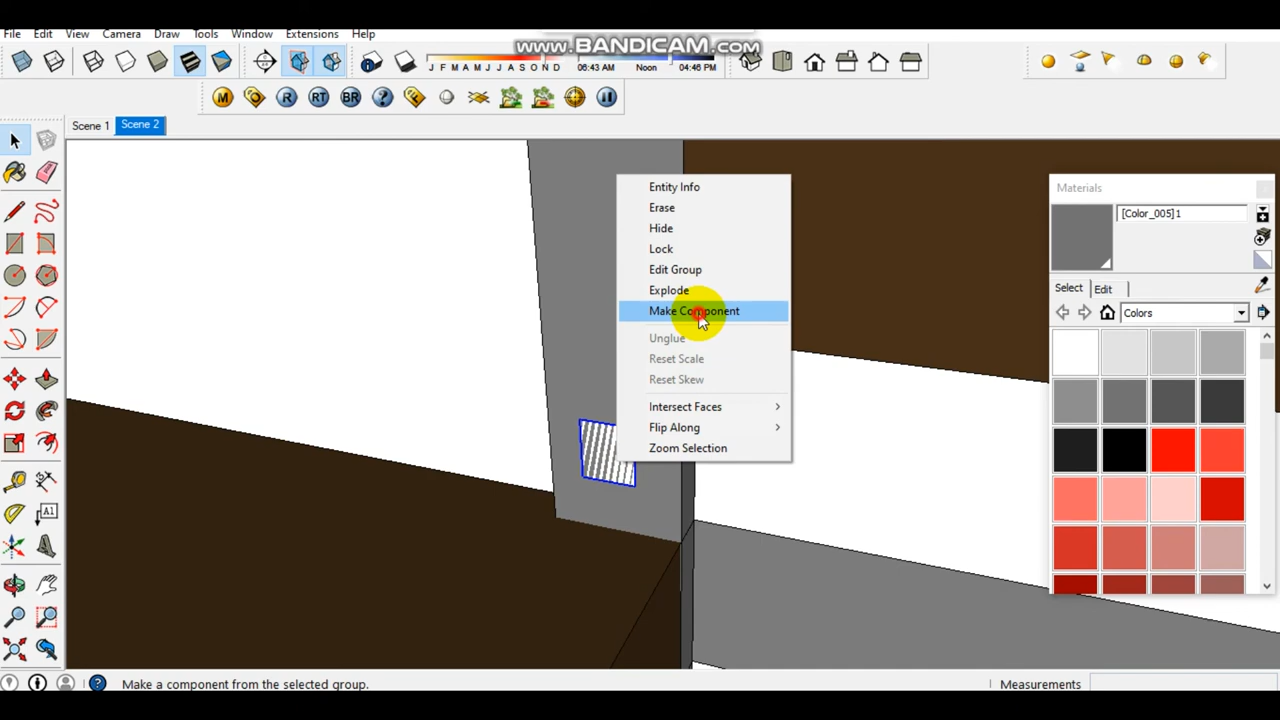 www.BANDICAM.com
File Edit View Camera Draw Tools Window Extensions Help
J F M A M J J A S O N D 06:43 AM Noon 04:46 PM
M R RT BR ?
Scene 1 Scene 2
Entity Info
Erase
Hide
Lock
Edit Group
Explode
Make Component
Unglue
Reset Scale
Reset Skew
Intersect Faces
Flip Along
Zoom Selection
Materials
[Color_005]1
Select Edit
Colors
A1
Make a component from the selected group.
Measurements